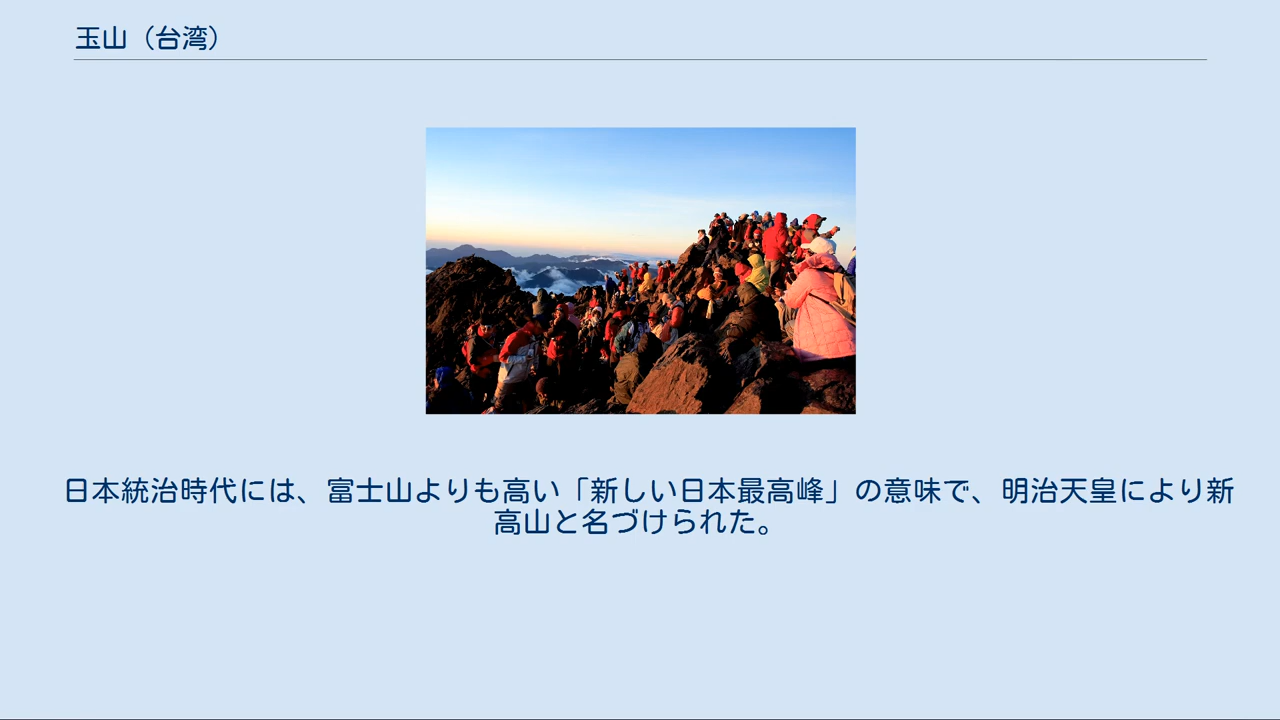 玉山（台湾）
日本統治時代には、富士山よりも高い「新しい日本最高峰」の意味で、明治天皇により新
高山と名づけられた。